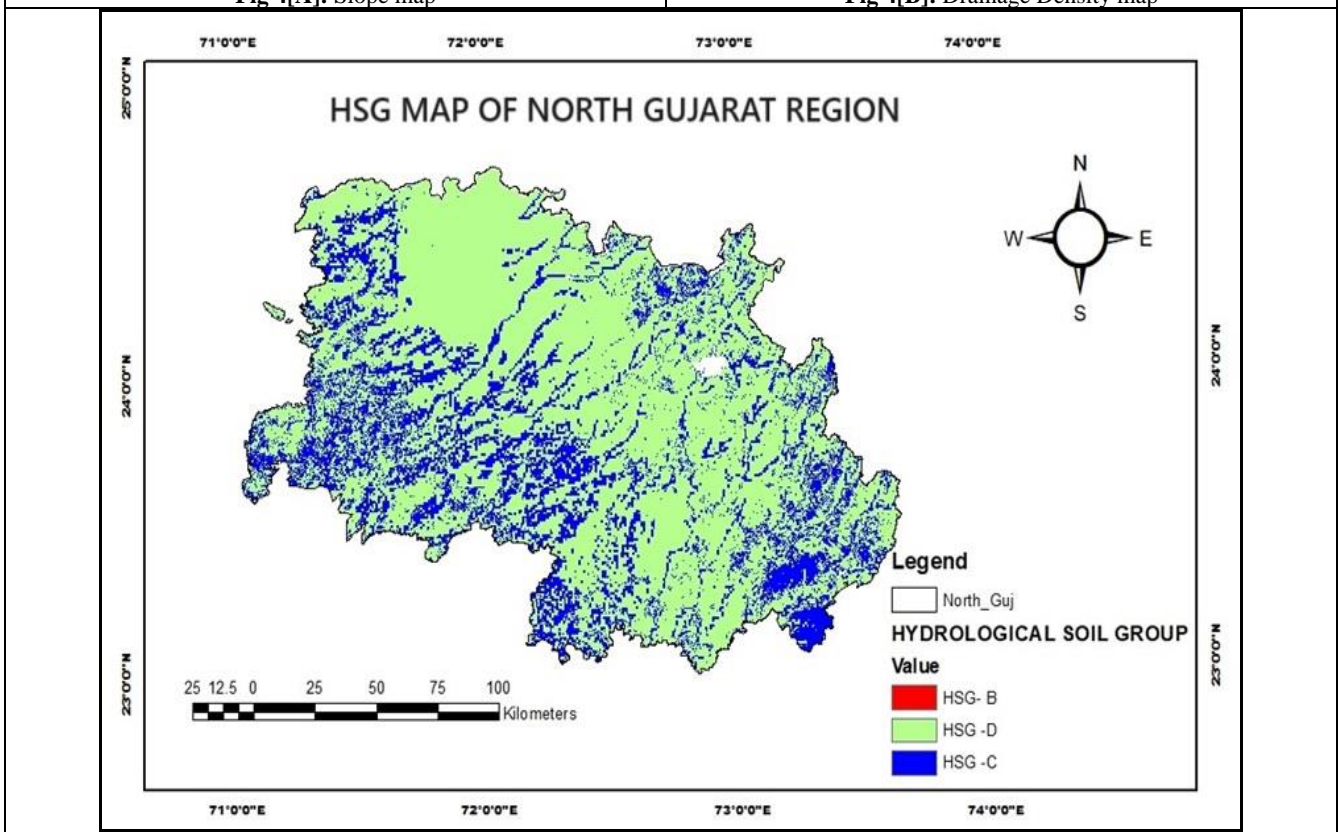 Fig 4[A]: Slope map
Fig 4[B]: Drainage Density map
71°0'0"E 72°0'0"E 73°0'0"E 74°0'0"E
25°0'0"N
HSG MAP OF NORTH GUJARAT REGION
N
W E
S
24°0'0"N
24°0'0"N
Legend
North_Guj
HYDROLOGICAL SOIL GROUP
Value
HSG- B
HSG -D
HSG -C
23°0'0"N
23°0'0"N
25 12.5 0 25 50 75 100
Kilometers
71°0'0"E 72°0'0"E 73°0'0"E 74°0'0"E